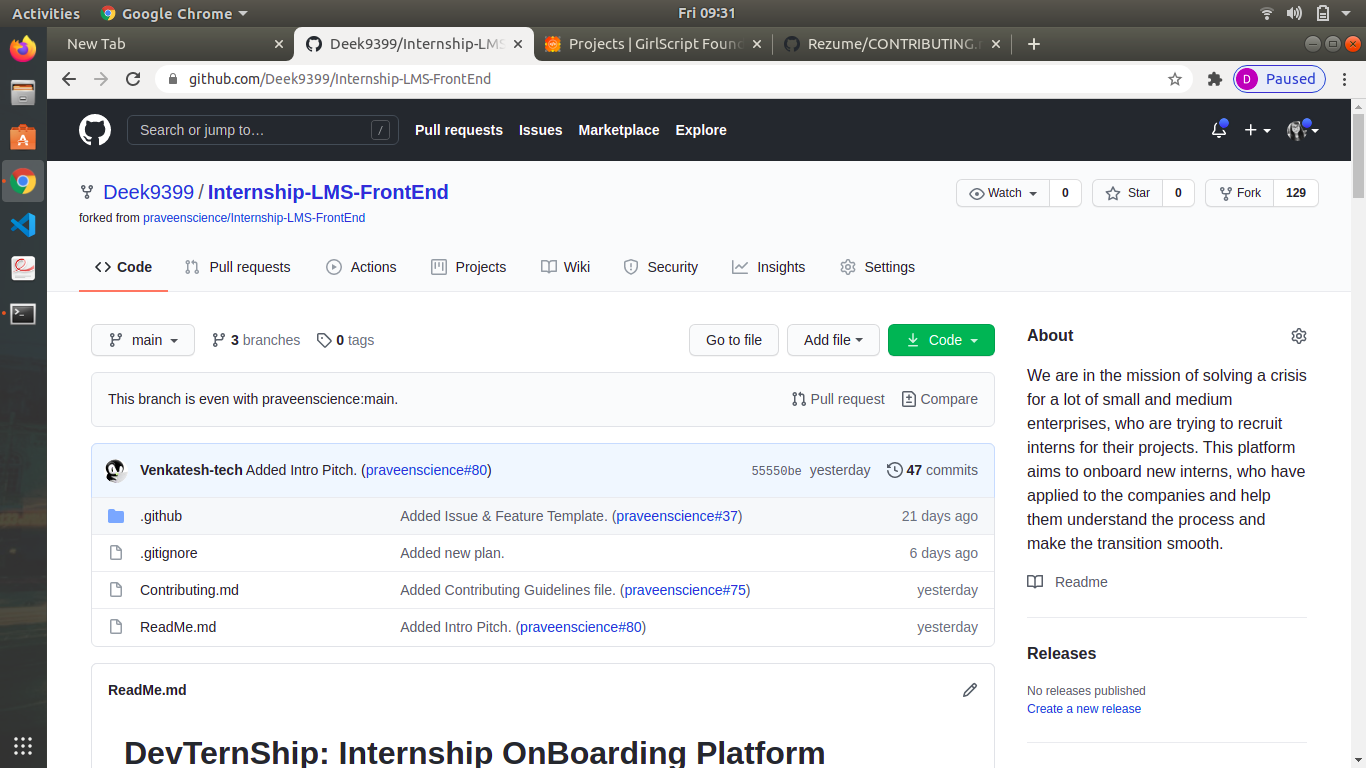 Activities Google Chrome Fri 09:31
New Tab Deek9399/Internship-LMS Projects | GirlScript Foun Rezume/CONTRIBUTING.
github.com/Deek9399/Internship-LMS-FrontEnd D Paused
Search or jump to… / Pull requests Issues Marketplace Explore
Deek9399 / Internship-LMS-FrontEnd Watch 0 Star 0 Fork 129
forked from praveenscience/Internship-LMS-FrontEnd
Code Pull requests Actions Projects Wiki Security Insights Settings
main 3 branches 0 tags Go to file Add file Code
This branch is even with praveenscience:main. Pull request Compare
Venkatesh-tech Added Intro Pitch. (praveenscience#80) 55550be yesterday 47 commits
.github Added Issue & Feature Template. (praveenscience#37) 21 days ago
.gitignore Added new plan. 6 days ago
Contributing.md Added Contributing Guidelines file. (praveenscience#75) yesterday
ReadMe.md Added Intro Pitch. (praveenscience#80) yesterday
ReadMe.md
DevTernShip: Internship OnBoarding Platform
About
We are in the mission of solving a crisis
for a lot of small and medium
enterprises, who are trying to recruit
interns for their projects. This platform
aims to onboard new interns, who have
applied to the companies and help
them understand the process and
make the transition smooth.
Readme
Releases
No releases published
Create a new release